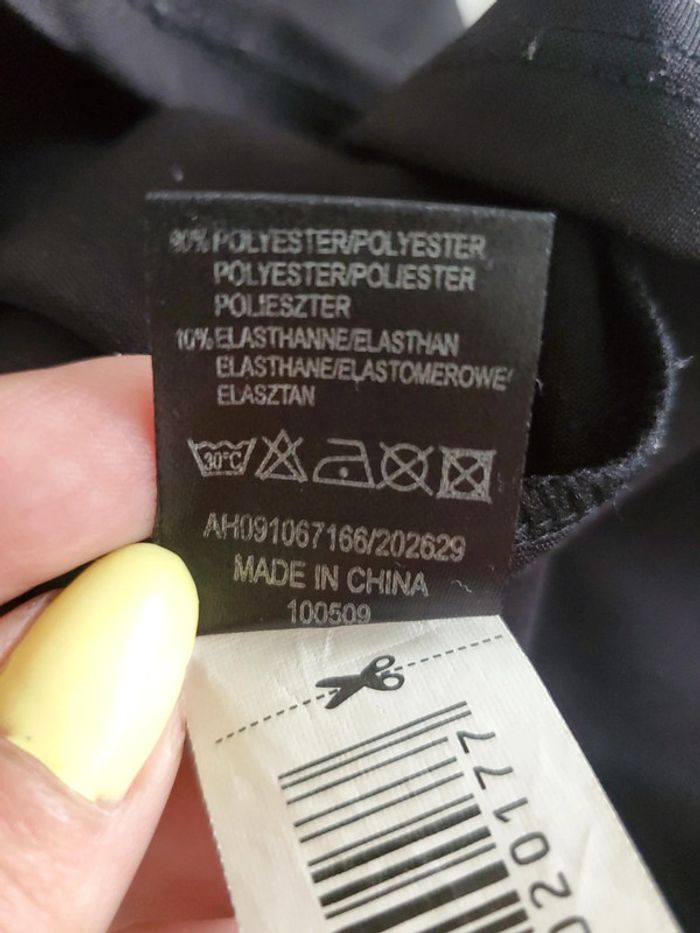 90% POLYESTER/POLYESTER
POLYESTER/POLIESTER
POLIESZTER
10% ELASTHANNE/ELASTHAN
ELASTHANE/ELASTOMEROWE/
ELASZTAN
30°C
AH091067166/202629
MADE IN CHINA
100509
020177